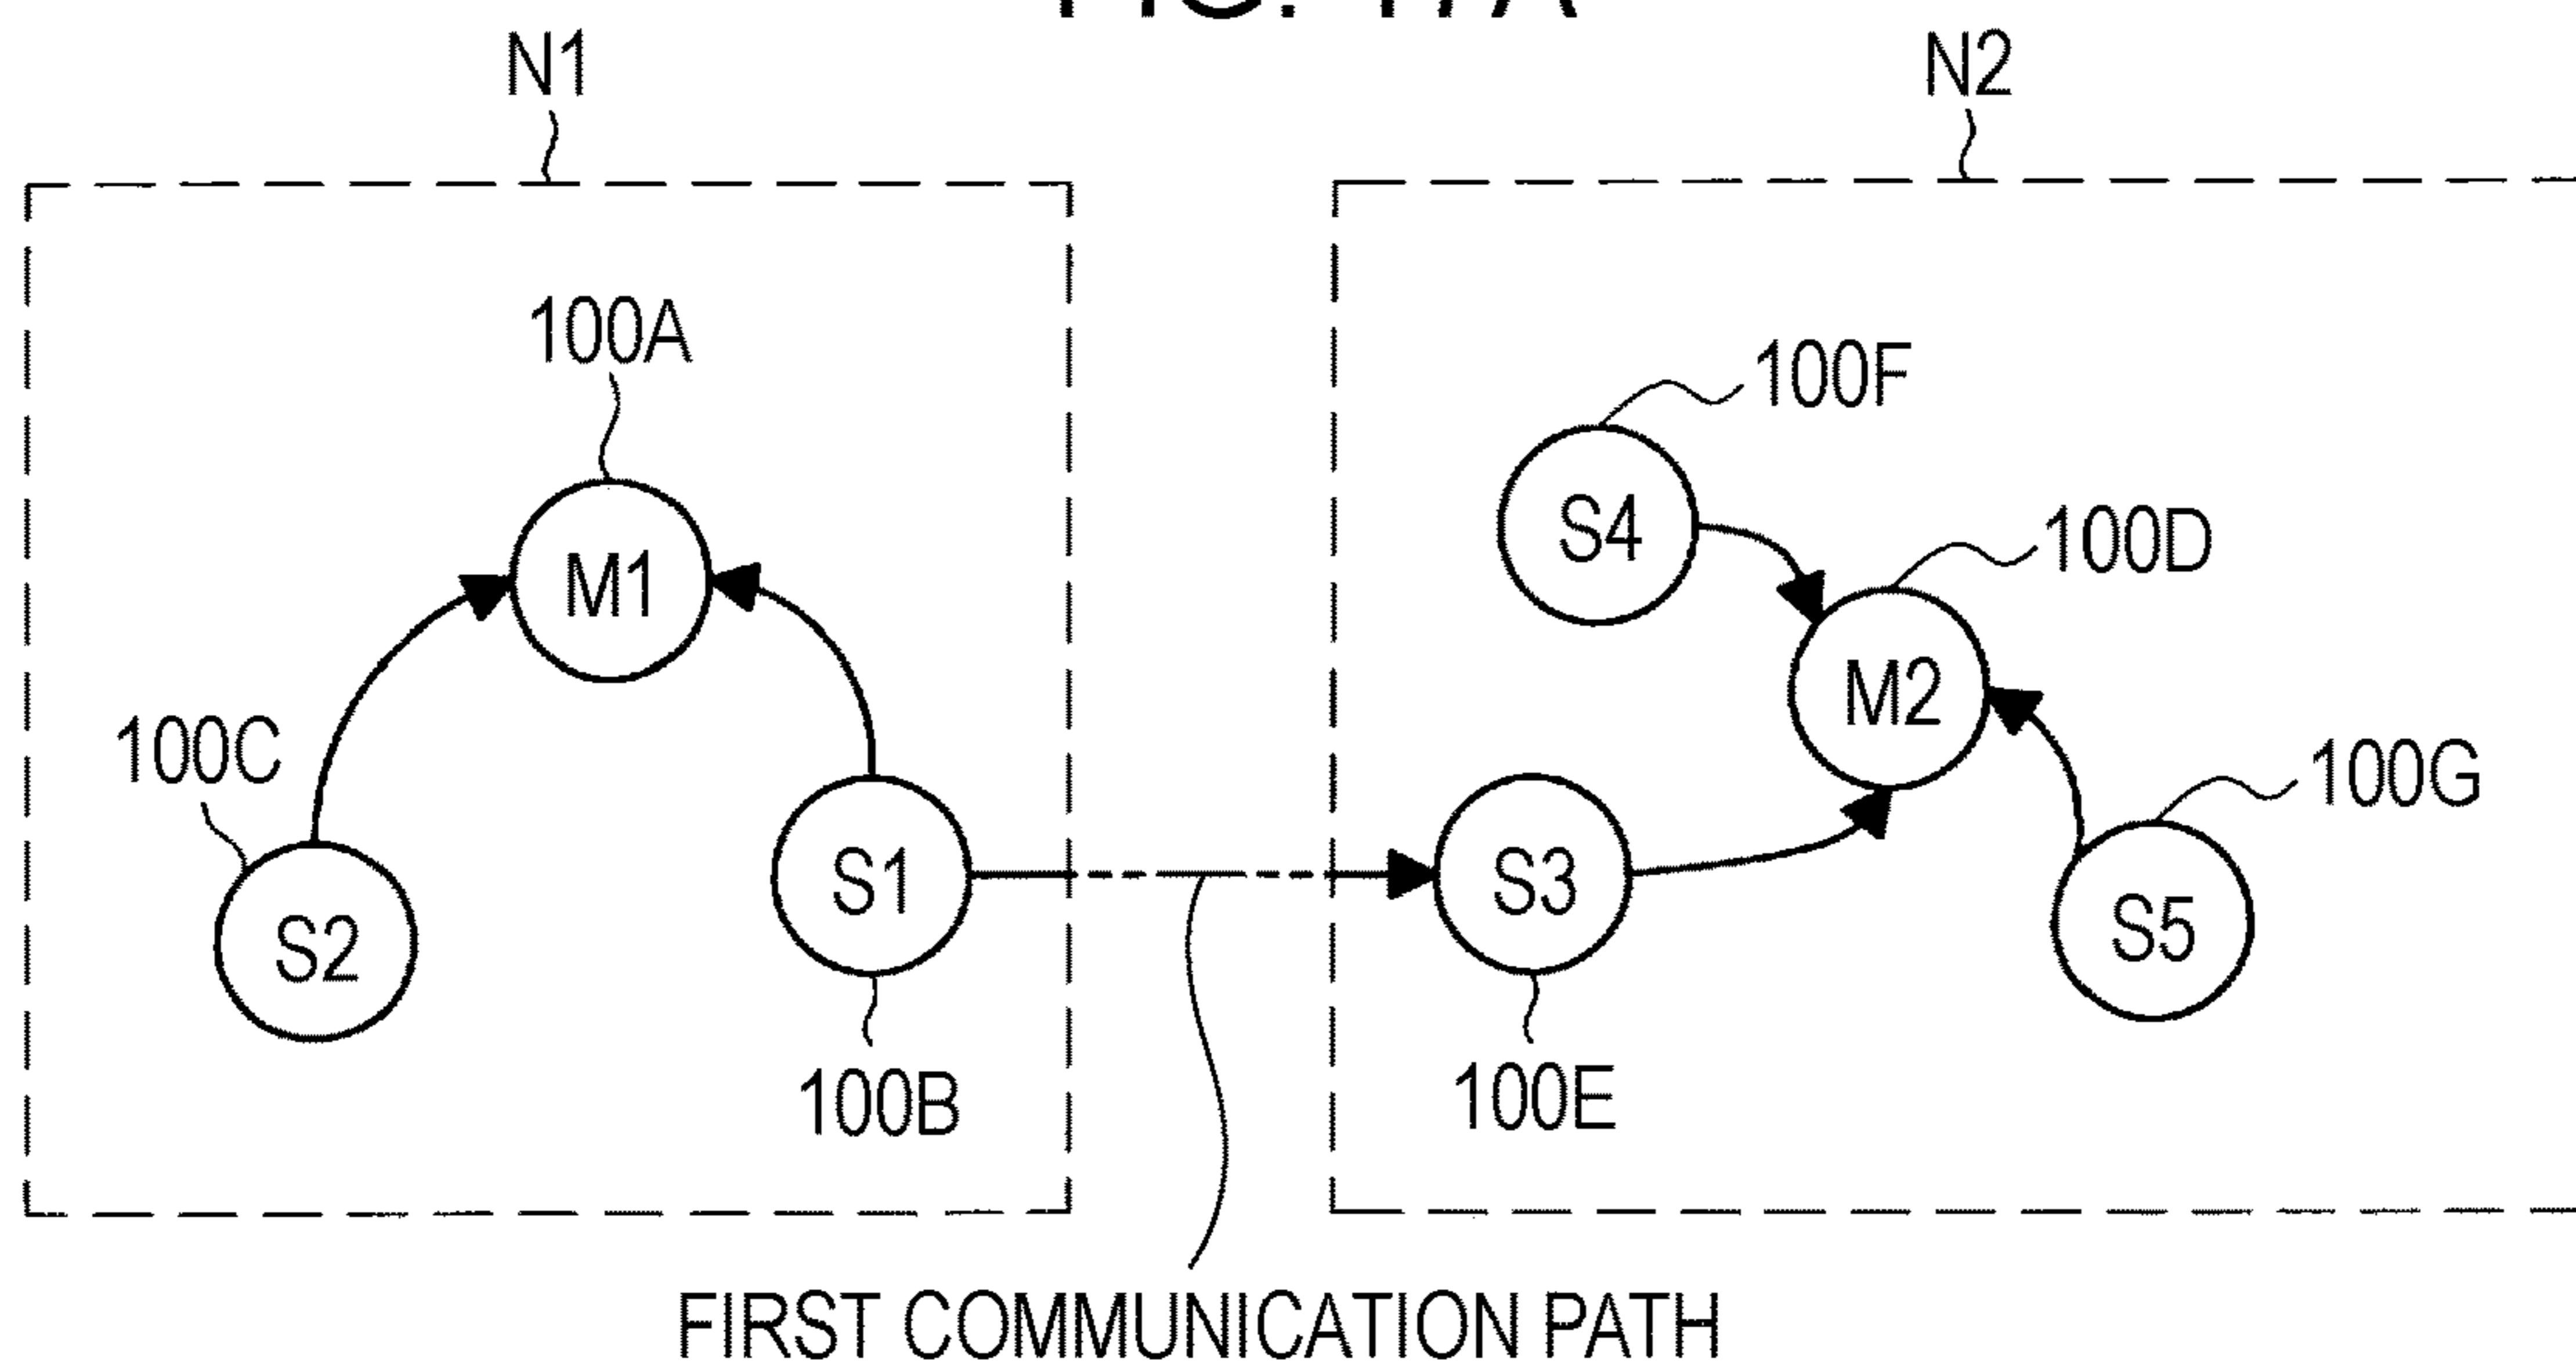 N1
N2
100A
100F
S4
100D
M1
M2
100C
100G
S1
S3
S5
S2
100B
100E
FIRST COMMUNICATION PATH